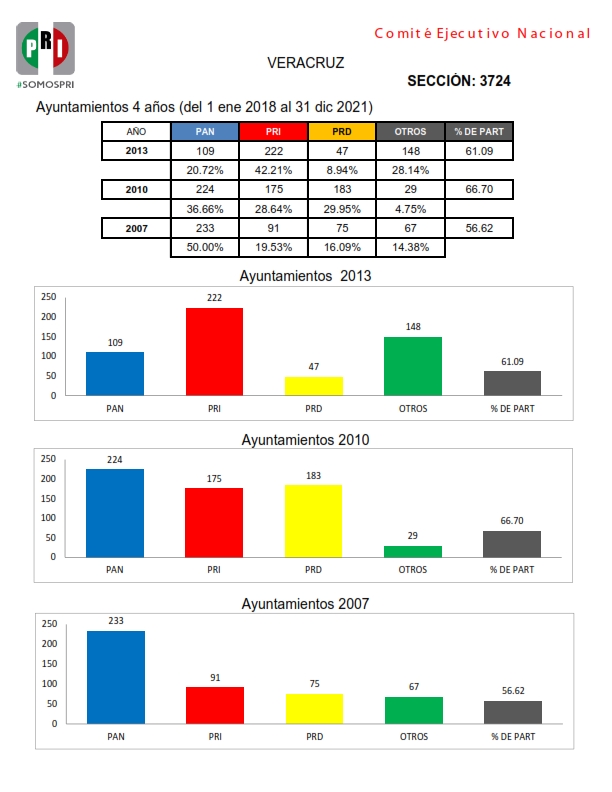 PRI
#SOMOSPRI
Comité Ejecutivo Nacional
VERACRUZ
SECCIÓN: 3724
Ayuntamientos 4 años (del 1 ene 2018 al 31 dic 2021)
AÑO PAN PRI PRD OTROS % DE PART
2013 109 222 47 148 61.09
20.72% 42.21% 8.94% 28.14%
2010 224 175 183 29 66.70
36.66% 28.64% 29.95% 4.75%
2007 233 91 75 67 56.62
50.00% 19.53% 16.09% 14.38%
Ayuntamientos 2013
250
200
150
100
50
0
109 222 47 148 61.09
PAN PRI PRD OTROS % DE PART
Ayuntamientos 2010
250
200
150
100
50
0
224 175 183 29 66.70
PAN PRI PRD OTROS % DE PART
Ayuntamientos 2007
250
200
150
100
50
0
233 91 75 67 56.62
PAN PRI PRD OTROS % DE PART